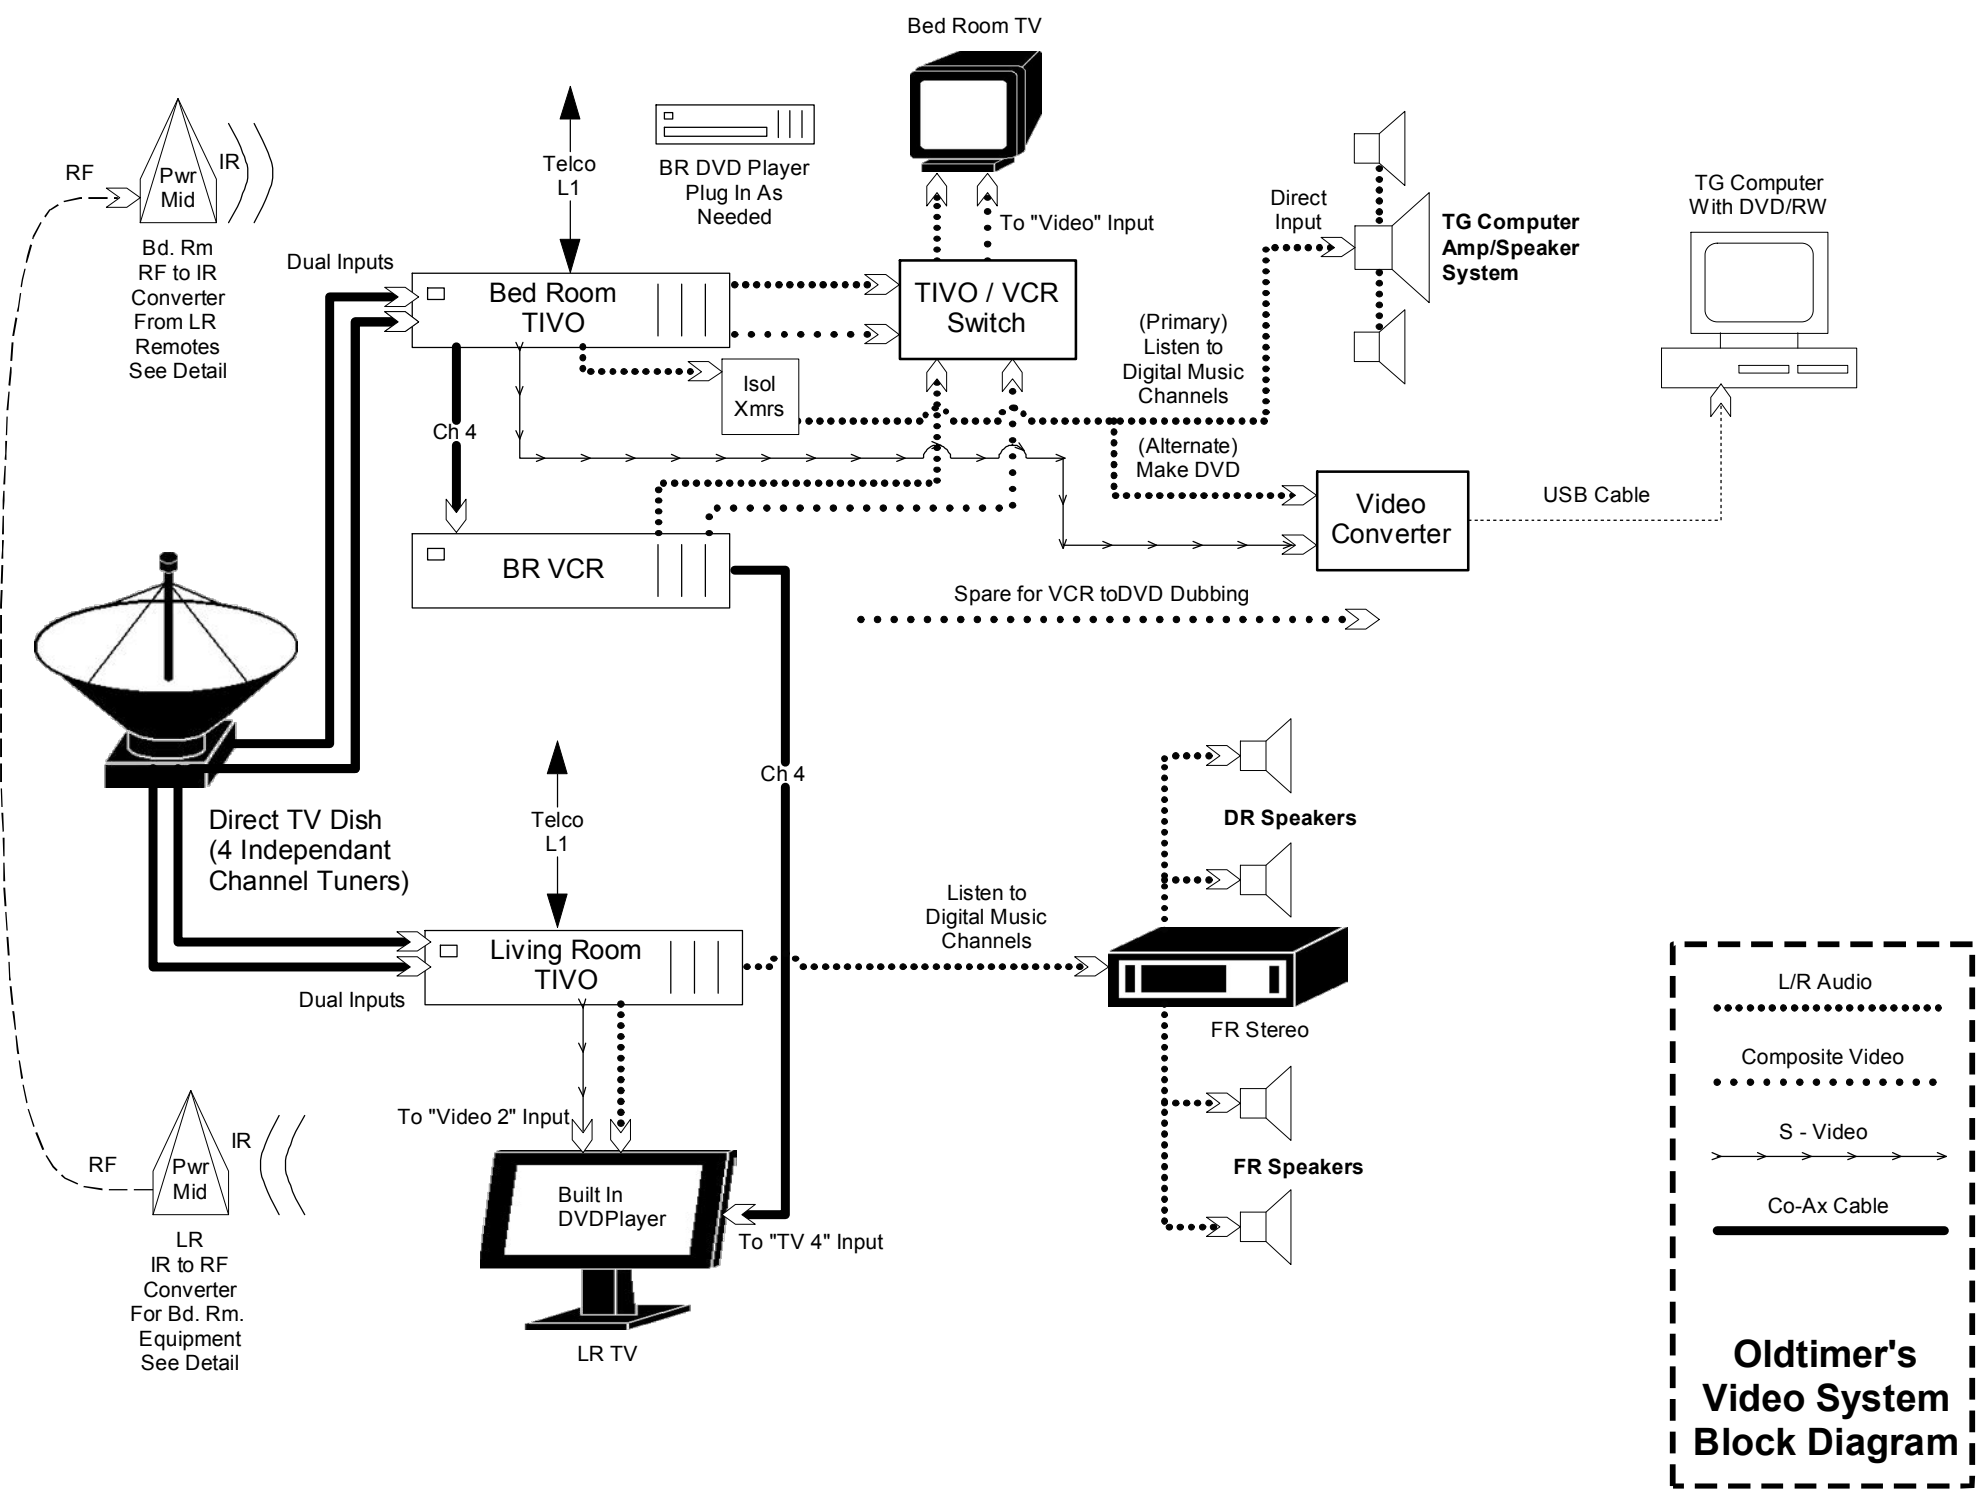 Bed Room TV
RF
IR
Pwr
Mid
Bd. Rm
RF to IR
Converter
From LR
Remotes
See Detail
Telco
L1
BR DVD Player
Plug In As
Needed
To "Video" Input
Direct
Input
TG Computer
Amp/Speaker
System
TG Computer
With DVD/RW
Dual Inputs
Bed Room
TIVO
TIVO / VCR
Switch
Isol
Xmrs
(Primary)
Listen to
Digital Music
Channels
(Alternate)
Make DVD
Ch 4
Video
Converter
USB Cable
BR VCR
Spare for VCR toDVD Dubbing
Ch 4
Direct TV Dish
(4 Independant
Channel Tuners)
Telco
L1
DR Speakers
Listen to
Digital Music
Channels
Living Room
TIVO
Dual Inputs
FR Stereo
To "Video 2" Input
FR Speakers
Built In
DVDPlayer
To "TV 4" Input
LR TV
RF
IR
Pwr
Mid
LR
IR to RF
Converter
For Bd. Rm.
Equipment
See Detail
L/R Audio
Composite Video
S - Video
Co-Ax Cable
Oldtimer's
Video System
Block Diagram